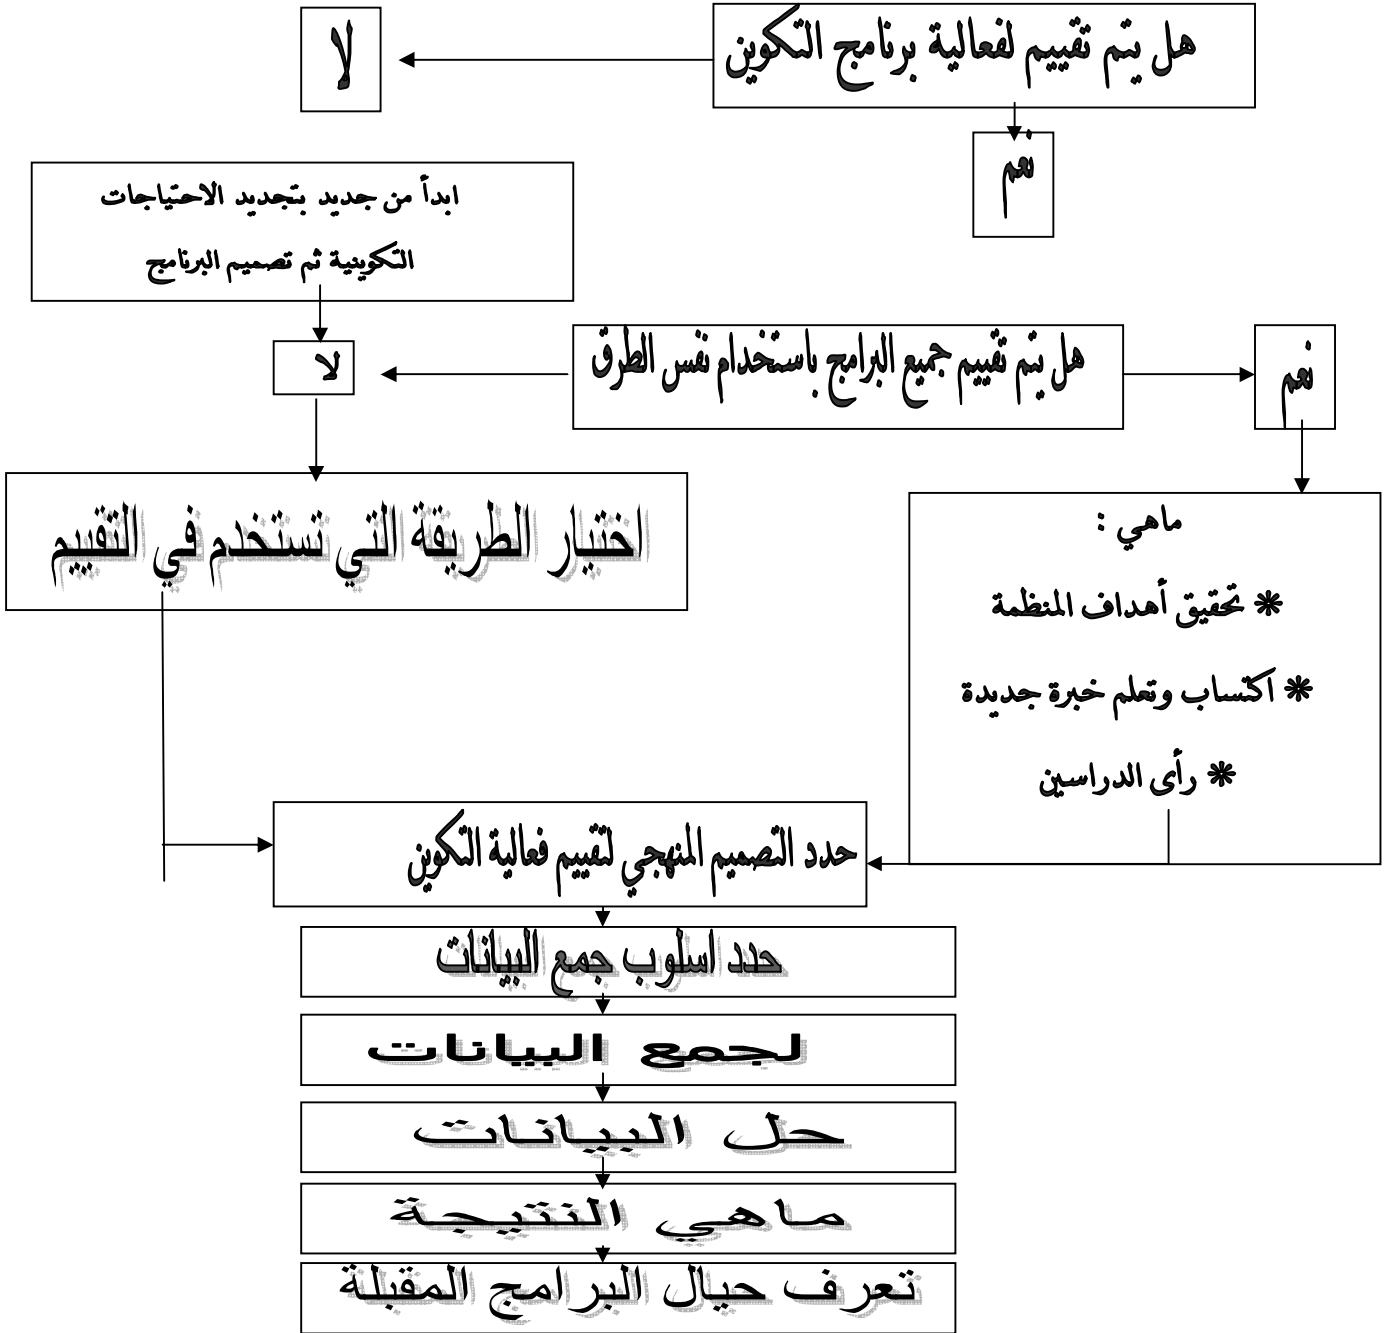 هل يتم تقييم لفعالية برنامج التكوين
لا
نعم
ابدأ من جديد بتجديد الاحتياجات
التكوينية ثم تصميم البرنامج
هل يتم تقييم جميع البرامج باستخدام نفس الطرق
لا
نعم
اختيار الطريقة التي تستخدم في التقييم
ماهي :
* تحقيق أهداف المنظمة
* اكتساب وتعلم خبرة جديدة
* رأى الدراسين
حدد التصميم المنهجي لتقييم فعالية التكوين
حدد اسلوب جمع البيانات
لجمع البيانات
حل البيانات
ماهي النتيجة
تعرف حيال البرامج المقبلة